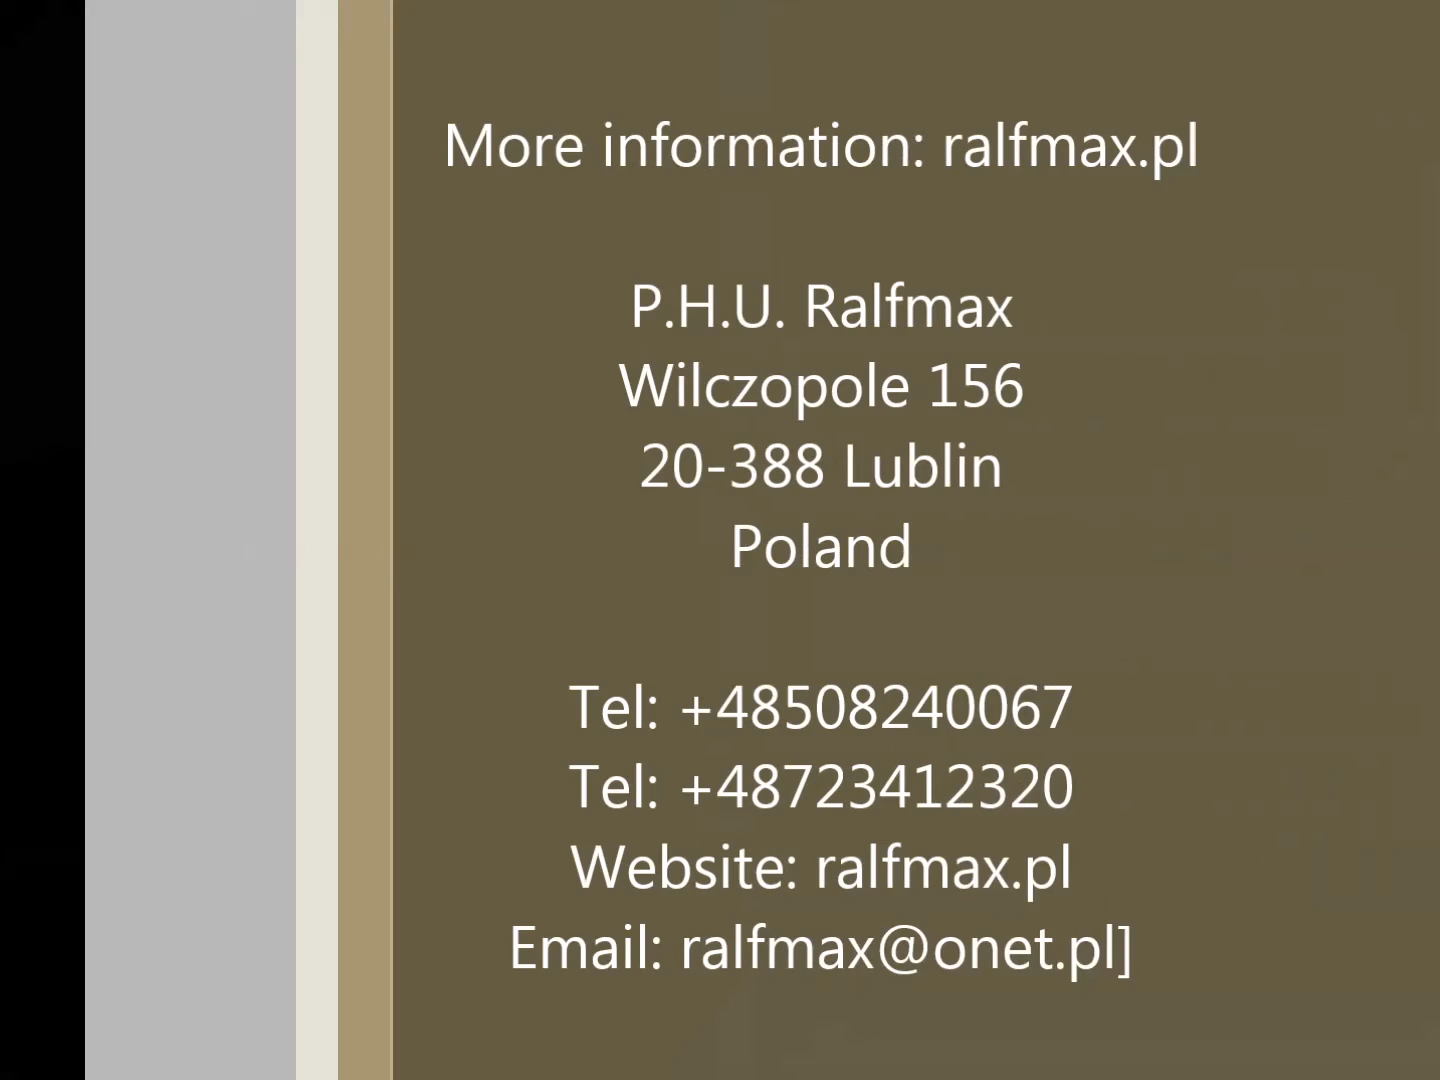 More information: ralfmax.pl
P.H.U. Ralfmax
Wilczopole 156
20-388 Lublin
Poland
Tel: +48508240067
Tel: +48723412320
Website: ralfmax.pl
Email: ralfmax@onet.pl]